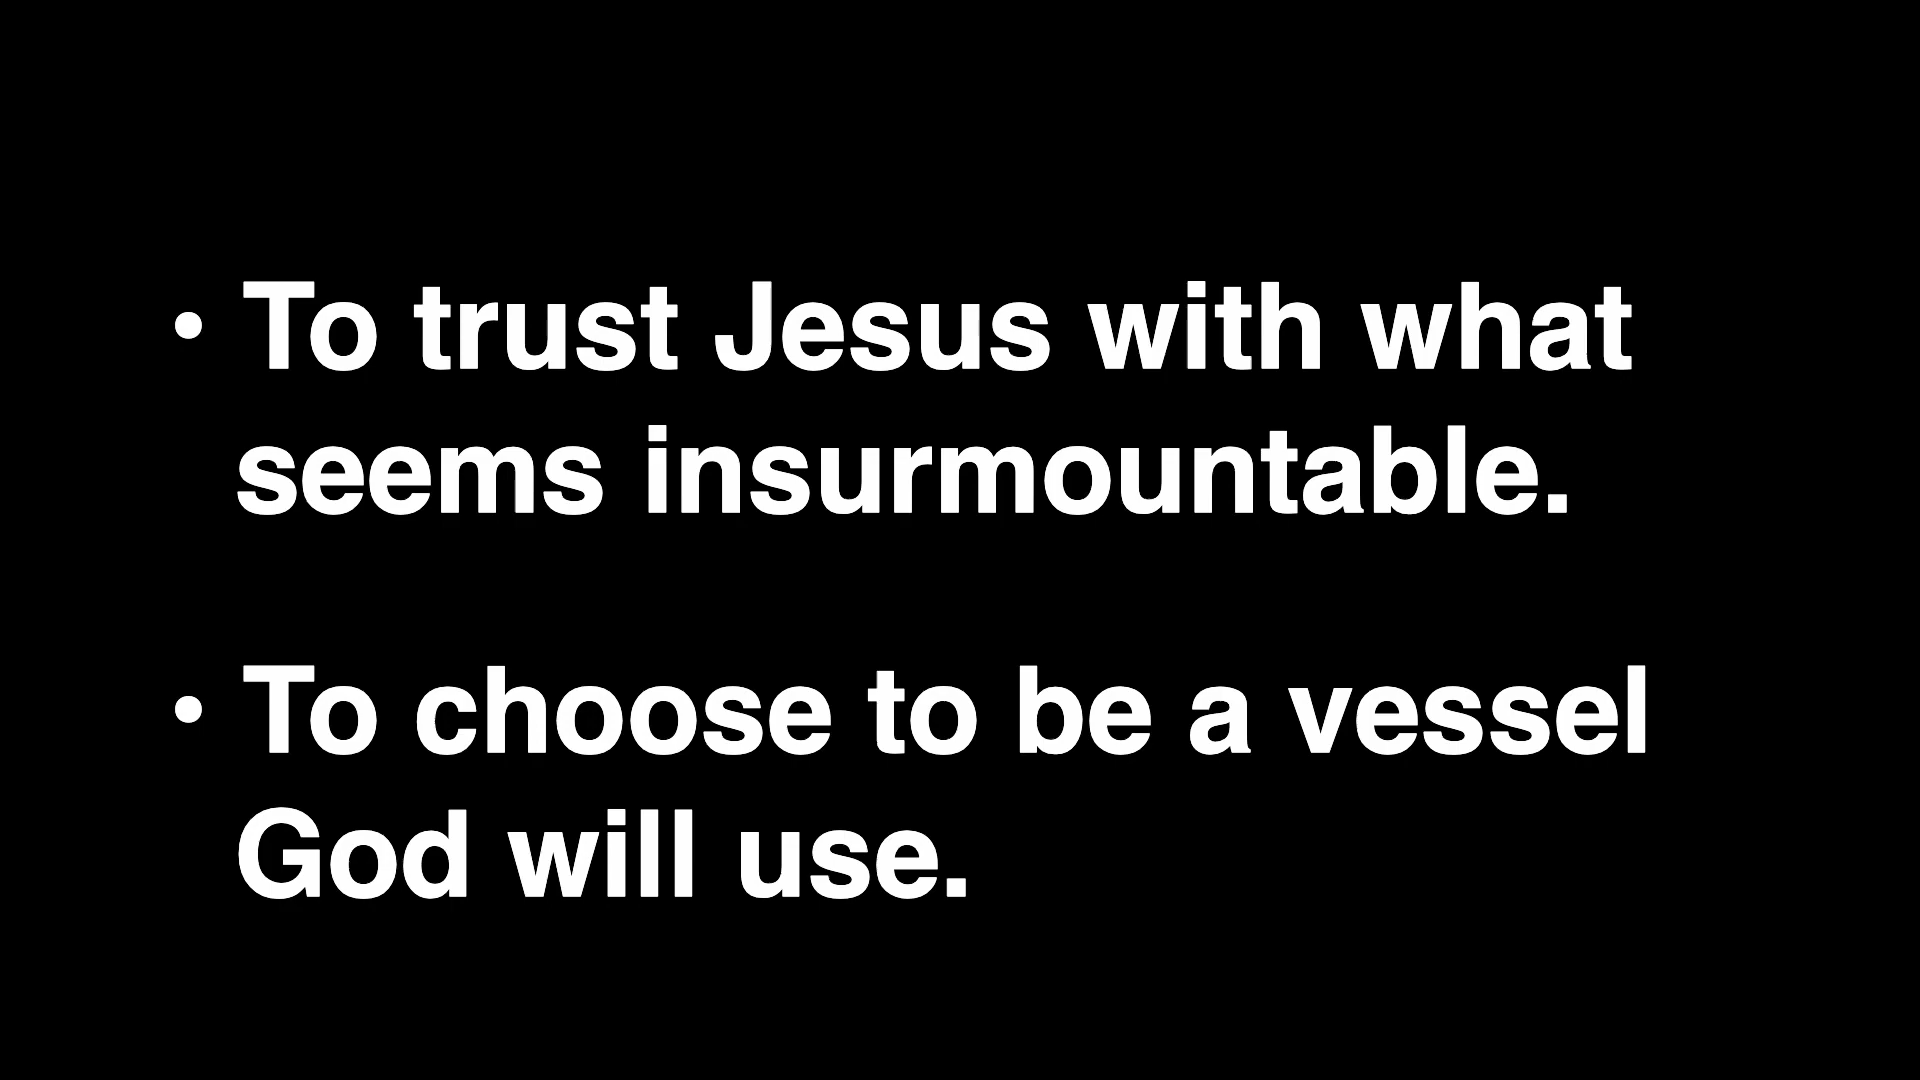 • To trust Jesus with what
seems insurmountable.
• To choose to be a vessel
God will use.